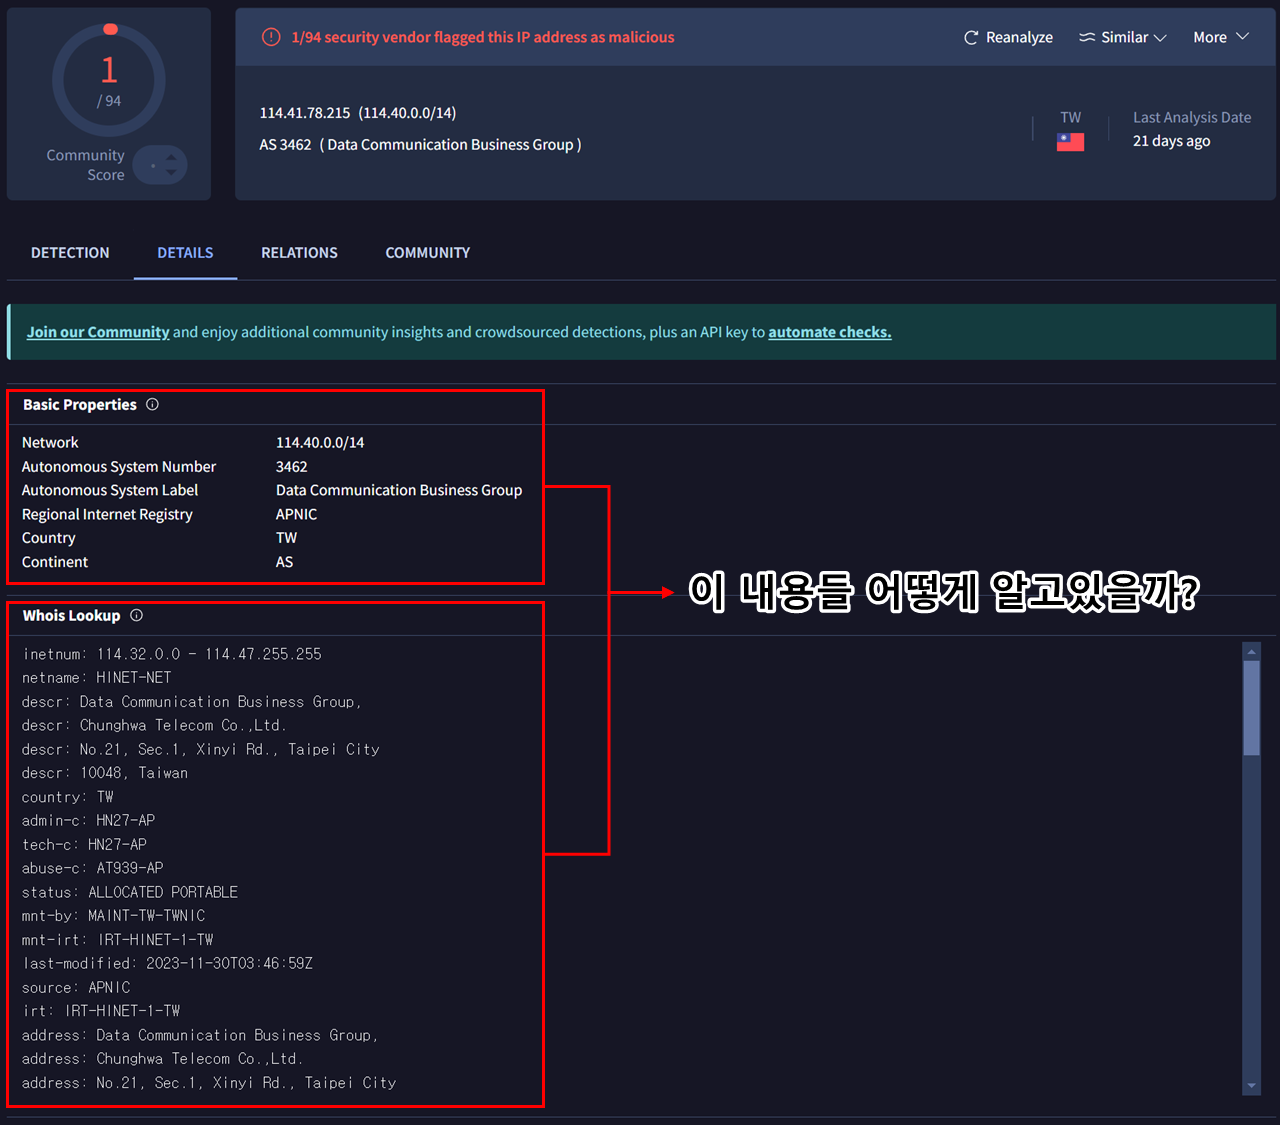 1
/ 94
Community
Score
1/94 security vendor flagged this IP address as malicious
Reanalyze
Similar
More
114.41.78.215 (114.40.0.0/14)
AS 3462 ( Data Communication Business Group )
TW
Last Analysis Date
21 days ago
DETECTION
DETAILS
RELATIONS
COMMUNITY
Join our Community and enjoy additional community insights and crowdsourced detections, plus an API key to automate checks.
Basic Properties
Network 114.40.0.0/14
Autonomous System Number 3462
Autonomous System Label Data Communication Business Group
Regional Internet Registry APNIC
Country TW
Continent AS
이 내용들 어떻게 알고있을까?
Whois Lookup
inetnum: 114.32.0.0 - 114.47.255.255
netname: HINET-NET
descr: Data Communication Business Group,
descr: Chunghwa Telecom Co.,Ltd.
descr: No.21, Sec.1, Xinyi Rd., Taipei City
descr: 10048, Taiwan
country: TW
admin-c: HN27-AP
tech-c: HN27-AP
abuse-c: AT939-AP
status: ALLOCATED PORTABLE
mnt-by: MAINT-TW-TWNIC
mnt-irt: IRT-HINET-1-TW
last-modified: 2023-11-30T03:46:59Z
source: APNIC
irt: IRT-HINET-1-TW
address: Data Communication Business Group,
address: Chunghwa Telecom Co.,Ltd.
address: No.21, Sec.1, Xinyi Rd., Taipei City